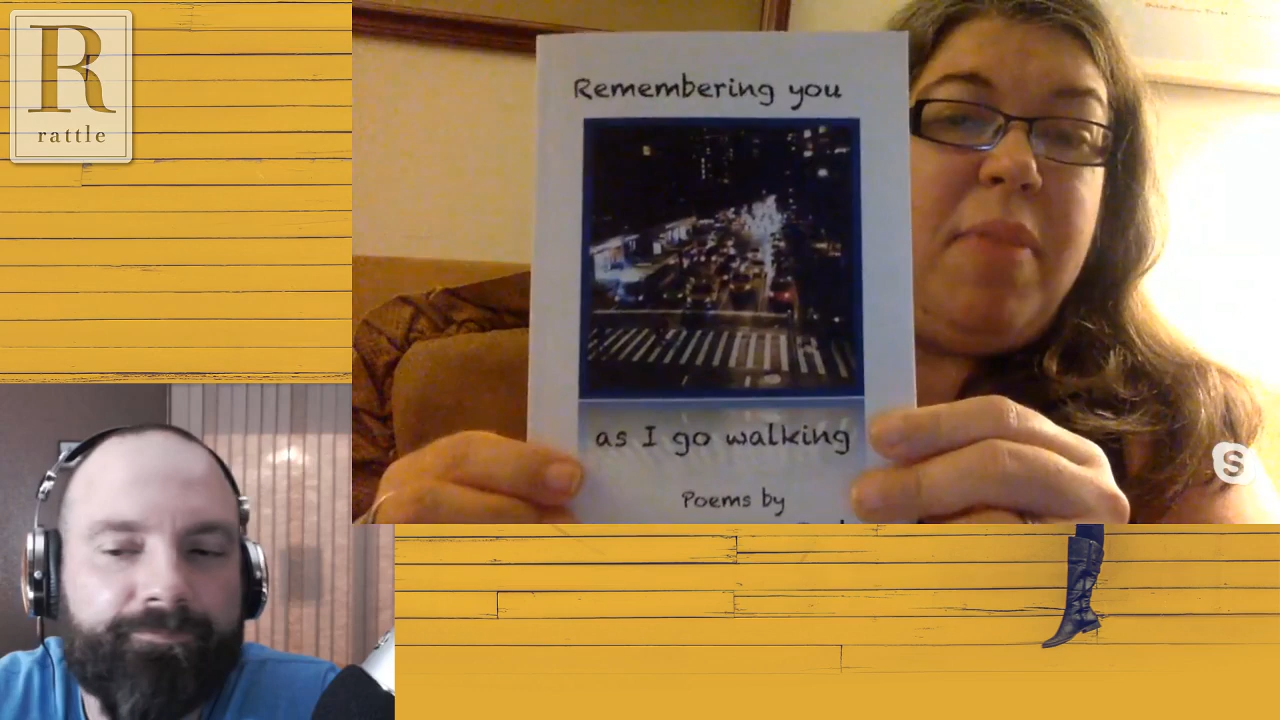 R
rattle
Remembering you
as I go walking
Poems by
S